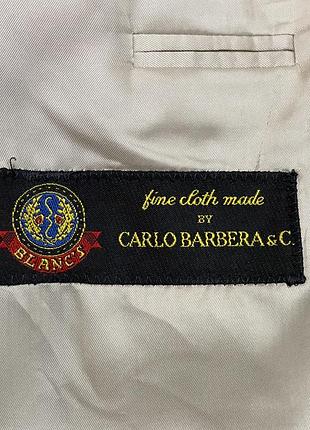 BLANC'S
fine cloth made
BY
CARLO BARBERA & C.